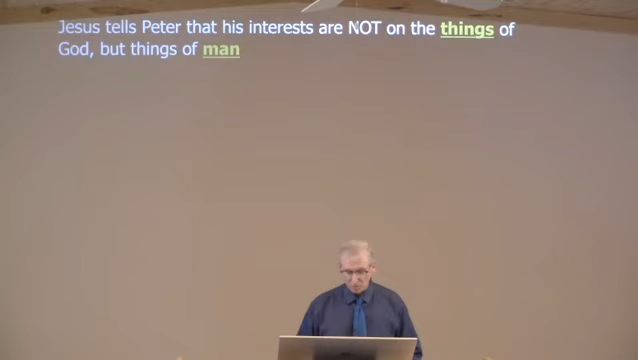 Jesus tells Peter that his interests are NOT on the things of
God, but things of man